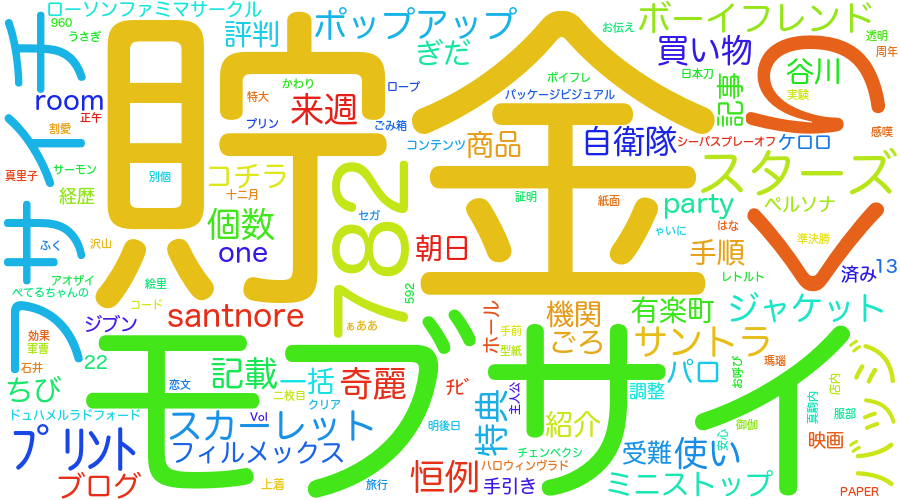 ローソンファミマサークル
960
うさぎ
評判
ポップアップ
ボーイフレンド
お伝え
透明
周年
ぎだ
買い物
谷川
ボイフレ
日本刀
かわり
ロープ
room
正午
割愛
特大
来週
パッケージビジュアル
実験
プリン
ごみ箱
自衛隊
記事
シーパスプレーオフ
ケロロ
感嘆
コンテンツ
商品
真里子
サーモン
別個
コチラ
スターズ
経歴
十二月
貯金
782
証明
紙面
party
ペルソナ
個数
ゃいに
はな
ふく
沢山
one
セガ
朝日
手順
準決勝
アオザイ
ぺてるちゃんの
絵里
592
レトルト
済み
13
コード
santnore
機関
有楽町
ジャケット
ジブン
ぁああ
ホール
手前
型紙
ごろ
サントラ
効果
軍曹
石井
22
モブサイ
ちび
記載
一括
奇麗
チビ
主人公
パロ
お呼び
瑪瑙
恋文
二枚目
クリア
調整
店内
ドュハメルラドフォード
Vol
スカーレット
特典
紹介
真駒内
服部
御伽
明後日
安心
プリント
フィルメックス
チェンベクシ
受難
使い
映画
ハロウィンヴラド
ブログ
上着
旅行
恒例
手引き
ミニストップ
PAPER
フサイチ